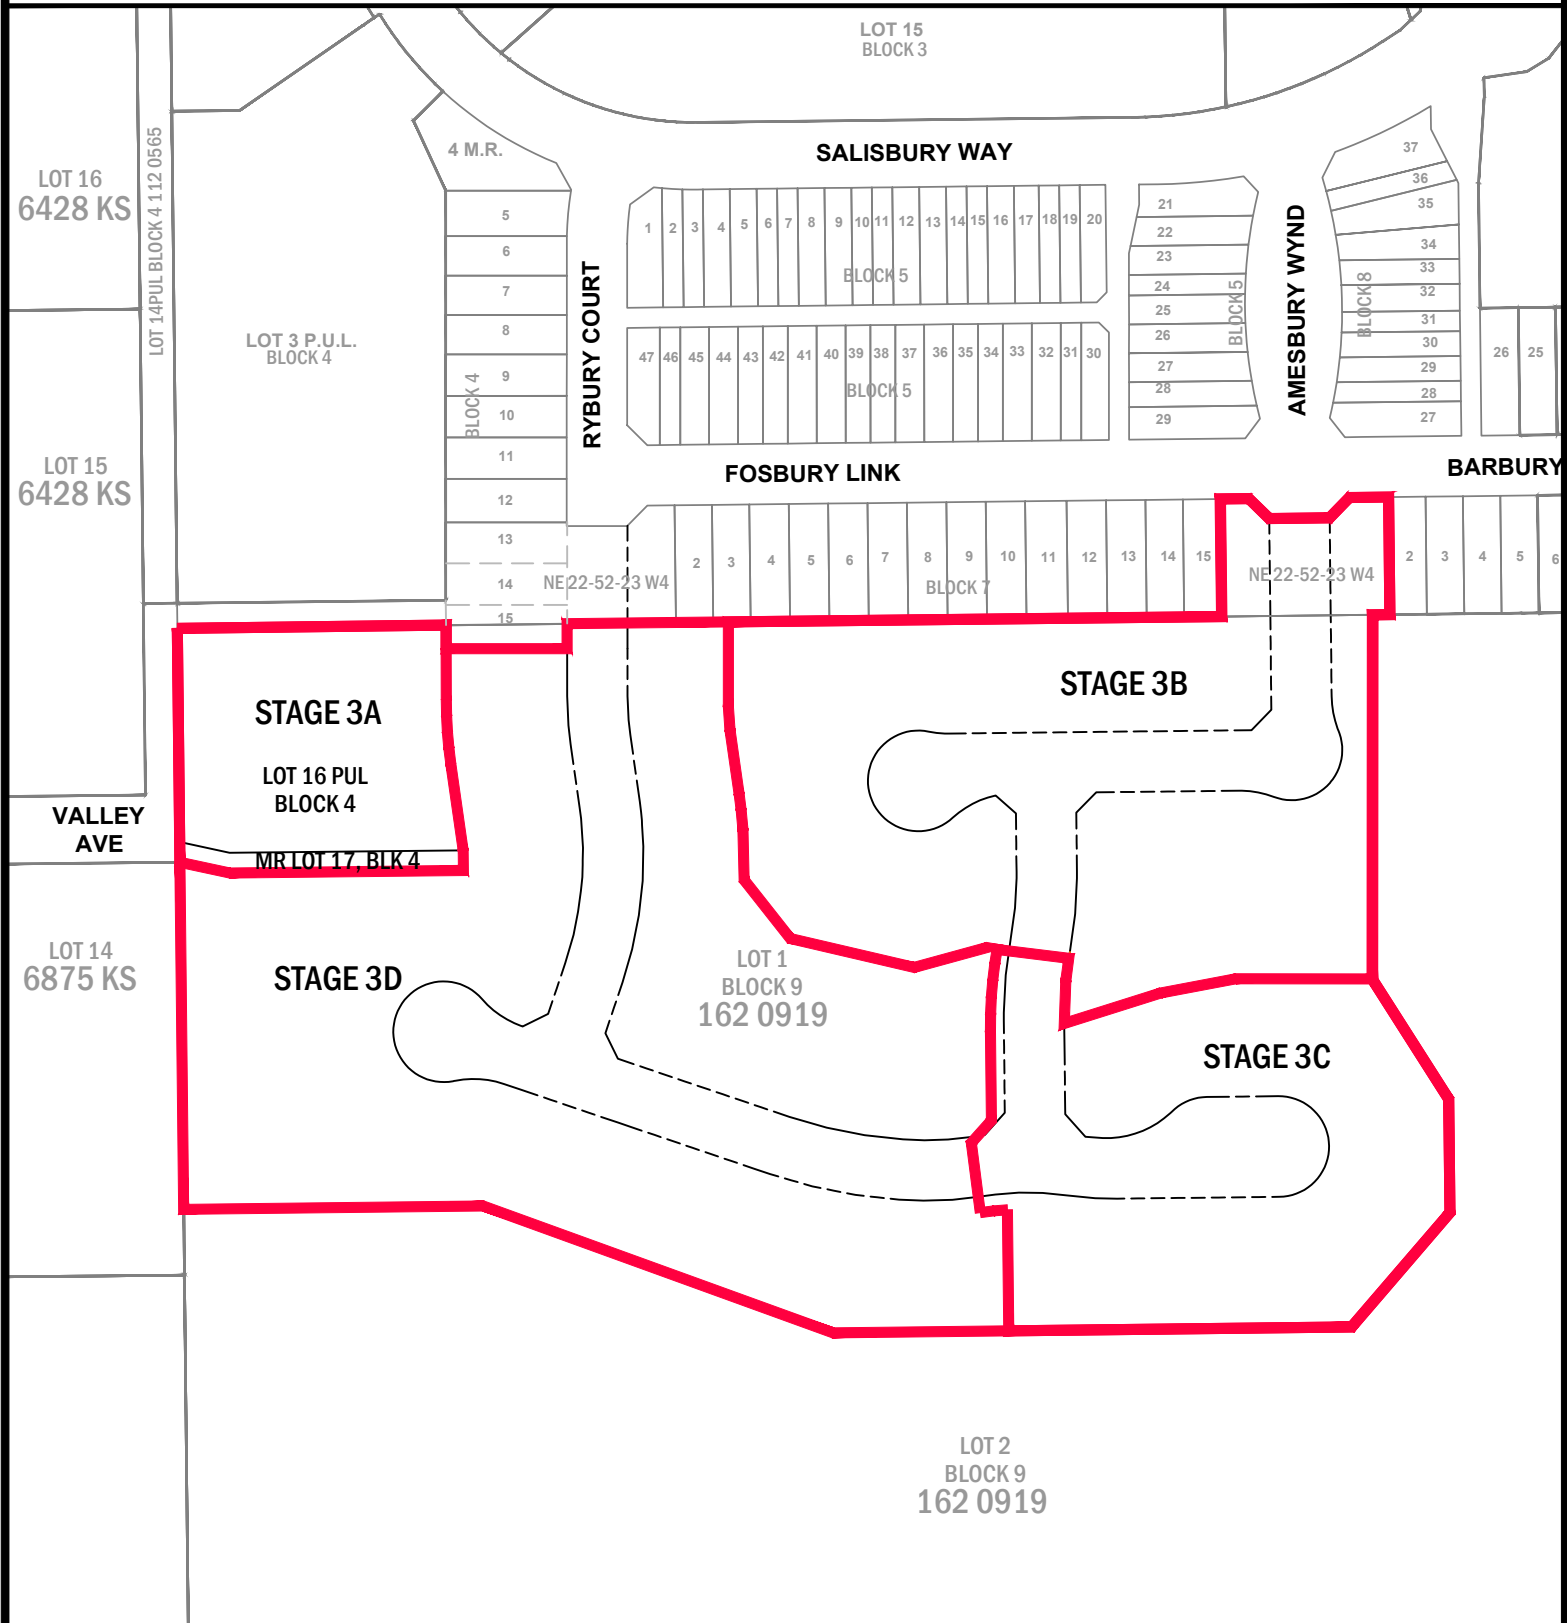 LOT 15
BLOCK 3
LOT 16
6428 KS
LOT 14PUL BLOCK 4 112 0565
4 M.R.
SALISBURY WAY
LOT 3 P.U.L.
BLOCK 4
5
6
7
8
9
10
11
12
13
14
15
BLOCK 4
RYBURY COURT
1 2 3 4 5 6 7 8 9 10 11 12 13 14 15 16 17 18 19 20
BLOCK 5
47 46 45 44 43 42 41 40 39 38 37 36 35 34 33 32 31 30
BLOCK 5
21
22
23
24
25
26
27
28
29
BLOCK 5
AMESBURY WYND
37
36
35
34
33
32
31
30
29
28
27
BLOCK 8
26 25
LOT 15
6428 KS
FOSBURY LINK
BARBURY
NE 22-52-23 W4
2 3 4 5 6 7 8 9 10 11 12 13 14 15
BLOCK 7
NE 22-52-23 W4
2 3 4 5 6
STAGE 3A
LOT 16 PUL
BLOCK 4
MR LOT 17, BLK 4
STAGE 3B
VALLEY
AVE
LOT 14
6875 KS
STAGE 3D
LOT 1
BLOCK 9
162 0919
STAGE 3C
LOT 2
BLOCK 9
162 0919